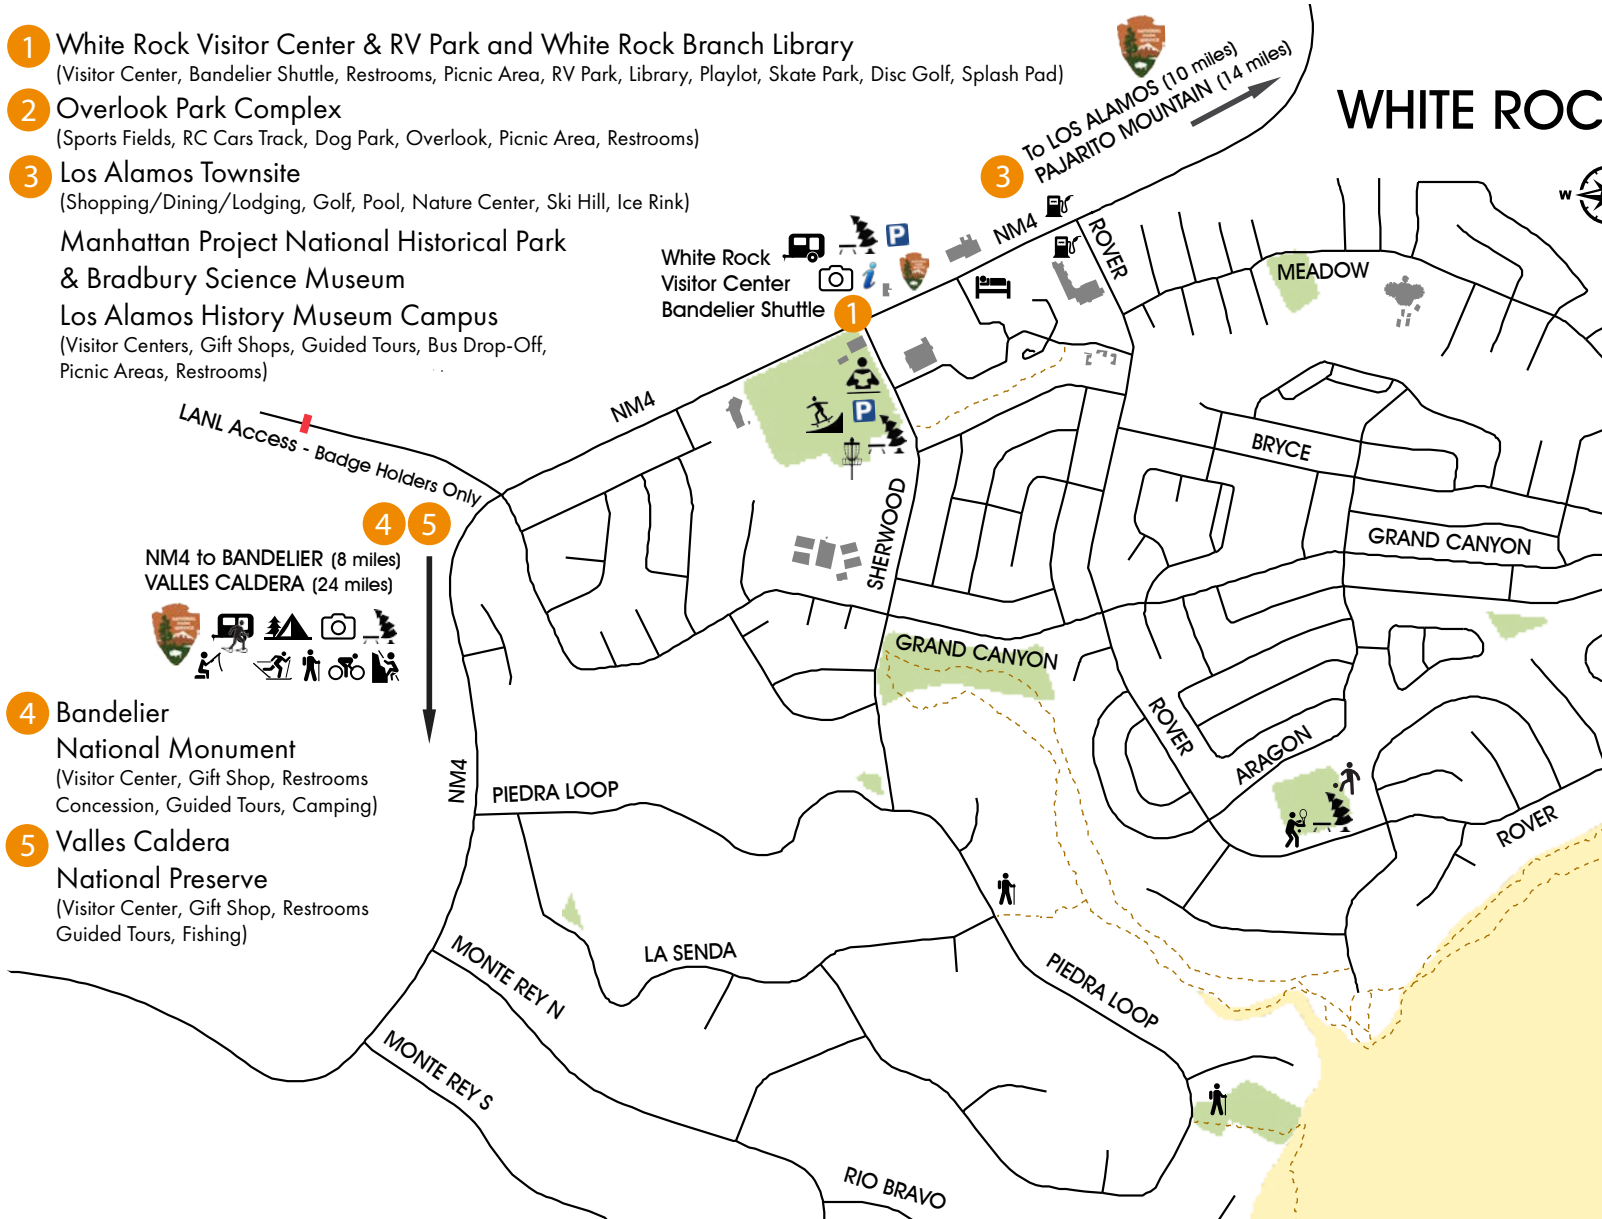 1 White Rock Visitor Center & RV Park and White Rock Branch Library
(Visitor Center, Bandelier Shuttle, Restrooms, Picnic Area, RV Park, Library, Playlot, Skate Park, Disc Golf, Splash Pad)
2 Overlook Park Complex
(Sports Fields, RC Cars Track, Dog Park, Overlook, Picnic Area, Restrooms)
3 Los Alamos Townsite
(Shopping/Dining/Lodging, Golf, Pool, Nature Center, Ski Hill, Ice Rink)
Manhattan Project National Historical Park
& Bradbury Science Museum
Los Alamos History Museum Campus
(Visitor Centers, Gift Shops, Guided Tours, Bus Drop-Off,
Picnic Areas, Restrooms)
WHITE ROC
W
3
To LOS ALAMOS (10 miles)
PAJARITO MOUNTAIN (14 miles)
White Rock
Visitor Center
Bandelier Shuttle
1
P
i
P
NM4
ROVER
MEADOW
NM4
LANL Access - Badge Holders Only
BRYCE
GRAND CANYON
SHERWOOD
4 5
NM4 to BANDELIER (8 miles)
VALLES CALDERA (24 miles)
GRAND CANYON
ROVER
ARAGON
ROVER
4 Bandelier
National Monument
(Visitor Center, Gift Shop, Restrooms
Concession, Guided Tours, Camping)
5 Valles Caldera
National Preserve
(Visitor Center, Gift Shop, Restrooms
Guided Tours, Fishing)
NM4
PIEDRA LOOP
LA SENDA
MONTE REY N
PIEDRA LOOP
MONTE REY S
RIO BRAVO